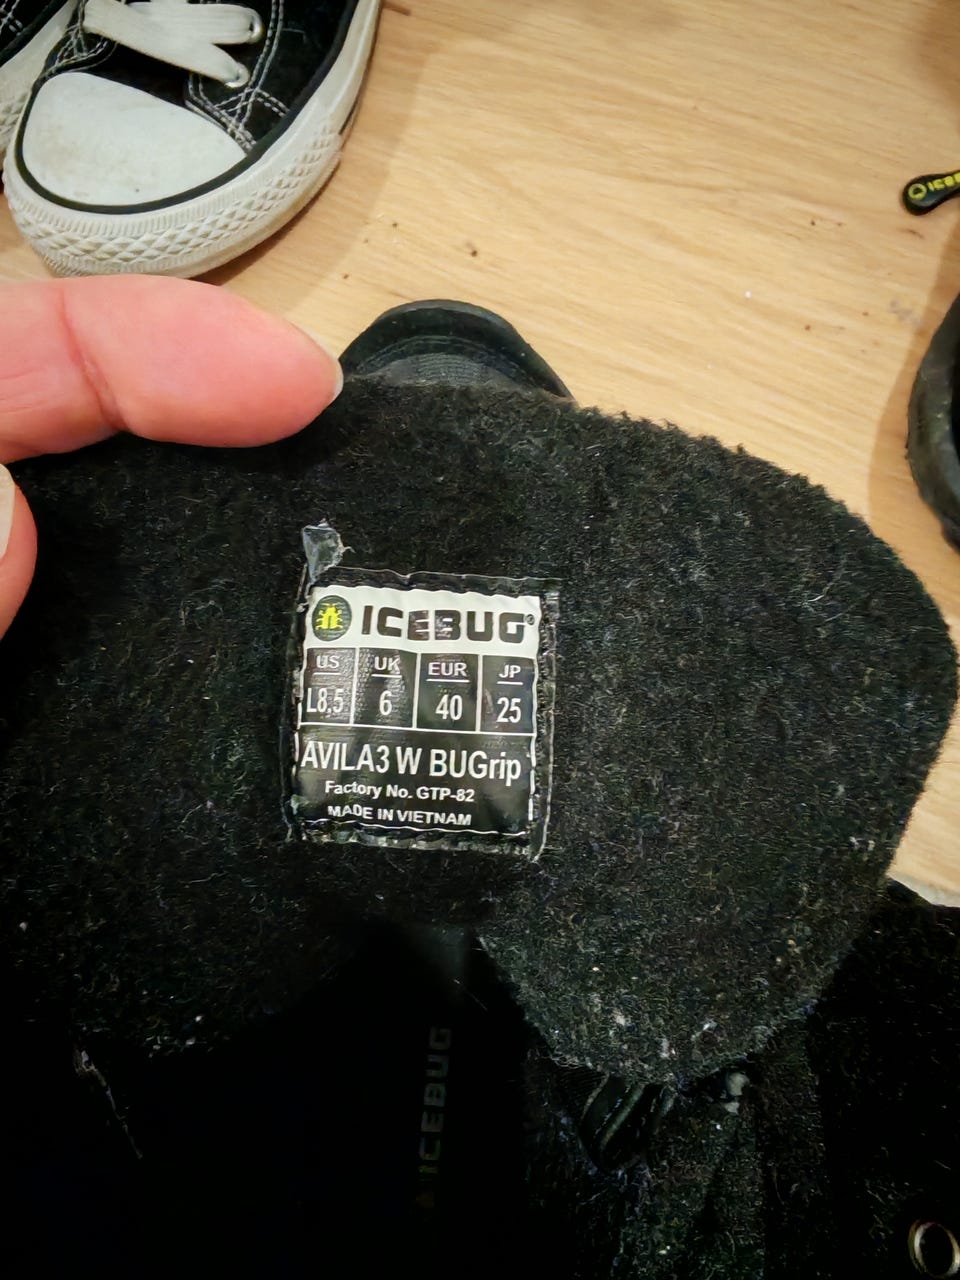 ICEBUG
ICEBUG®
US UK EUR JP
L8,5 6 40 25
AVILA3 W BUGrip
Factory No. GTP-82
MADE IN VIETNAM
ICEBUG